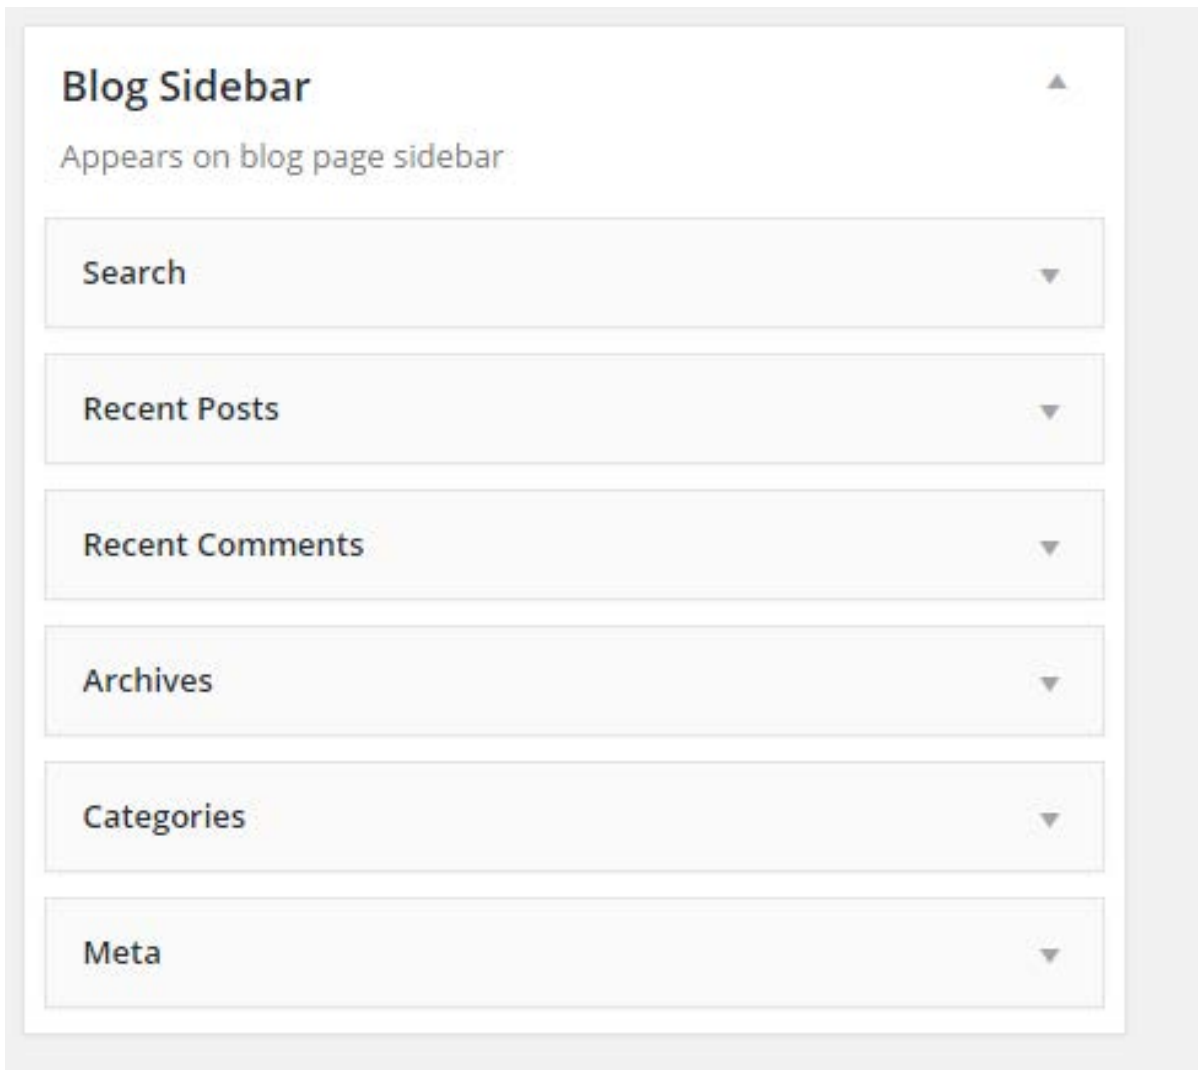 Blog Sidebar
Appears on blog page sidebar
Search
Recent Posts
Recent Comments
Archives
Categories
Meta